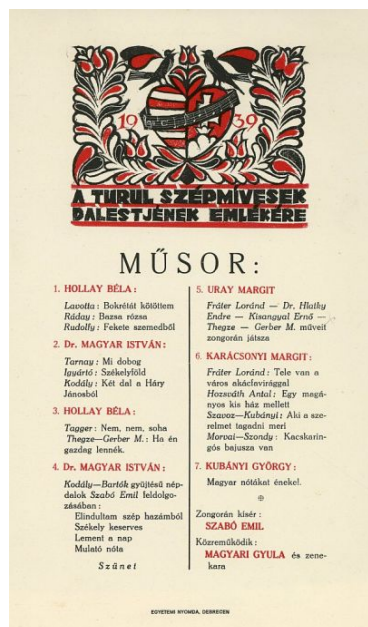 19 39
A TURUL SZÉPMÍVESEK
DALESTJÉNEK EMLÉKÉRE
MŰSOR:
1. HOLLAY BÉLA:
Lavotta: Bokrétát kötöttem
Ráday: Bazsa rózsa
Rudolfy: Fekete szemedből
2. Dr. MAGYAR ISTVÁN:
Tarnay: Mi dobog
Igyártó: Székelyföld
Kodály: Két dal a Háry
Jánosból
3. HOLLAY BÉLA:
Tagger: Nem, nem, soha
Thegze—Gerber M.: Ha én
gazdag lennék.
4. Dr. MAGYAR ISTVÁN:
Kodály—Bartók gyűjtésű nép-
dalok Szabó Emil feldolgo-
zásában:
Elindultam szép hazámból
Székely keserves
Lement a nap
Mulató nóta
Szünet
5. URAY MARGIT
Fráter Loránd — Dr. Hlatky
Endre — Kisangyal Ernő —
Thegze — Gerber M. műveit
zongorán játsza
6. KARÁCSONYI MARGIT:
Fráter Loránd: Tele van a
város akácfavirággal
Hozsváth Antal: Egy magá-
nyos kis ház mellett
Szavoz—Kubányi: Aki a sze-
relmet tagadni meri
Morvai—Szondy: Kacskarin-
gós bajusza van
7. KUBÁNYI GYÖRGY:
Magyar nótákat énekel.
Zongorán kisér:
SZABÓ EMIL
Közreműködik:
MAGYARI GYULA és zene-
kara
EGYETEMI NYOMDA, DEBRECEN